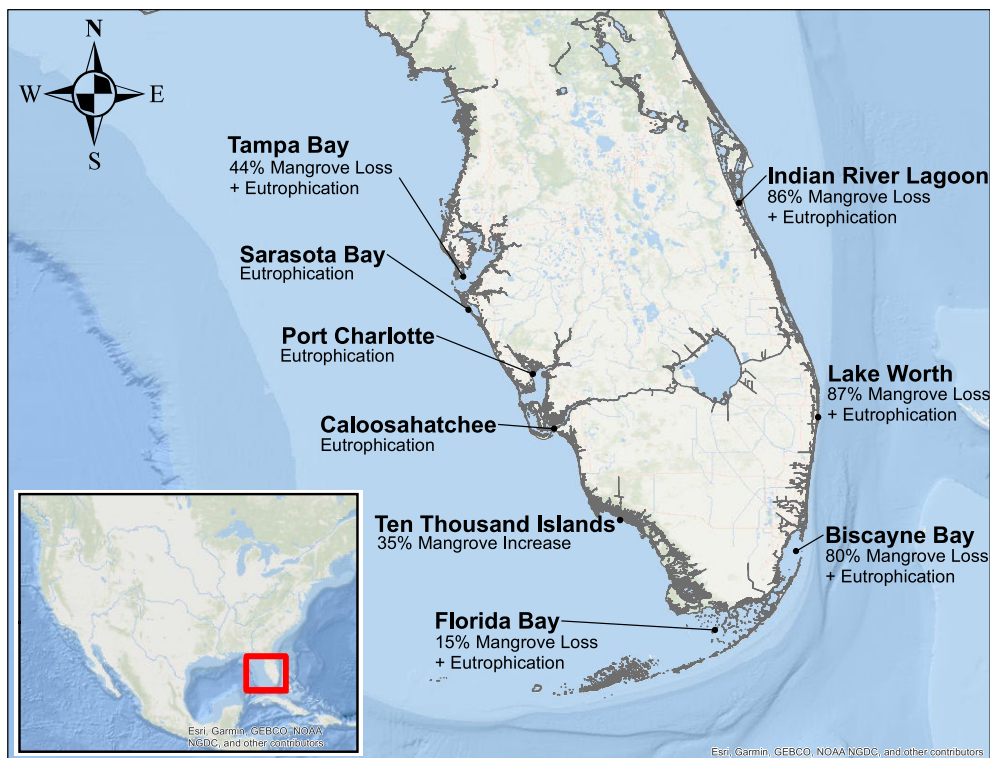 N
W
E
S
Tampa Bay
44% Mangrove Loss
+ Eutrophication
Indian River Lagoon
86% Mangrove Loss
+ Eutrophication
Sarasota Bay
Eutrophication
Port Charlotte
Eutrophication
Lake Worth
87% Mangrove Loss
+ Eutrophication
Caloosahatchee
Eutrophication
Ten Thousand Islands
35% Mangrove Increase
Biscayne Bay
80% Mangrove Loss
+ Eutrophication
Florida Bay
15% Mangrove Loss
+ Eutrophication
Esri, Garmin, GEBCO, NOAA,
NGDC, and other contributors
Esri, Garmin, GEBCO, NOAA NGDC, and other contributors